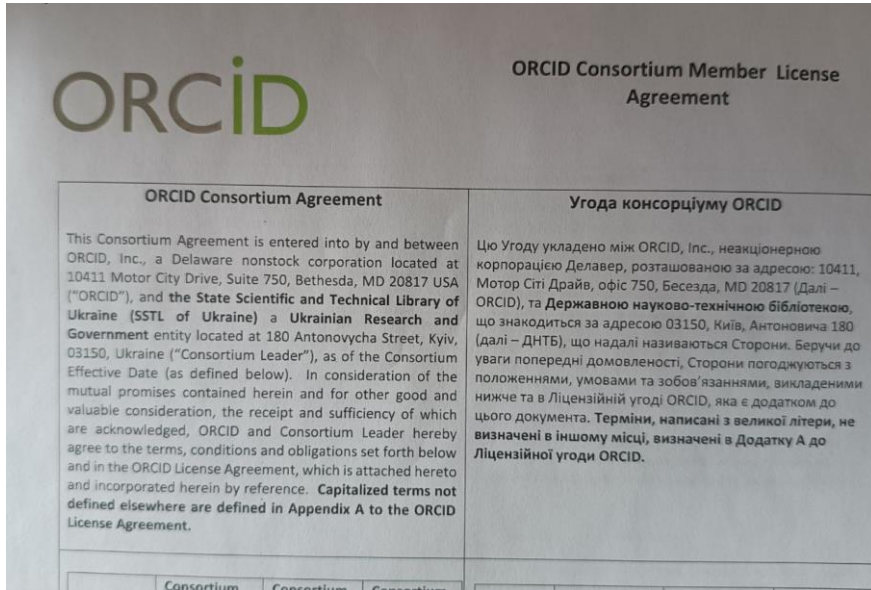 ORCID
ORCID Consortium Member License
Agreement
ORCID Consortium Agreement
This Consortium Agreement is entered into by and between
ORCID, Inc., a Delaware nonstock corporation located at
10411 Motor City Drive, Suite 750, Bethesda, MD 20817 USA
("ORCID"), and the State Scientific and Technical Library of
Ukraine (SSTL of Ukraine) a Ukrainian Research and
Government entity located at 180 Antonovycha Street, Kyiv,
03150, Ukraine ("Consortium Leader"), as of the Consortium
Effective Date (as defined below). In consideration of the
mutual promises contained herein and for other good and
valuable consideration, the receipt and sufficiency of which
are acknowledged, ORCID and Consortium Leader hereby
agree to the terms, conditions and obligations set forth below
and in the ORCID License Agreement, which is attached hereto
and incorporated herein by reference. Capitalized terms not
defined elsewhere are defined in Appendix A to the ORCID
License Agreement.
Угода консорціуму ORCID
Цю Угоду укладено між ORCID, Inc., неакціонерною
корпорацією Делавер, розташованою за адресою: 10411,
Мотор Сіті Драйв, офіс 750, Бесезда, MD 20817 (Далі –
ORCID), та Державною науково-технічною бібліотекою,
що знаходиться за адресою 03150, Київ, Антоновича 180
(далі – ДНТБ), що надалі називаються Сторони. Беручи до
уваги попередні домовленості, Сторони погоджуються з
положеннями, умовами та зобов'язаннями, викладеними
нижче та в Ліцензійній угоді ORCID, яка є додатком до
цього документа. Терміни, написані з великої літери, не
визначені в іншому місці, визначені в Додатку А до
Ліцензійної угоди ORCID.
Consortium Consortium Consortium